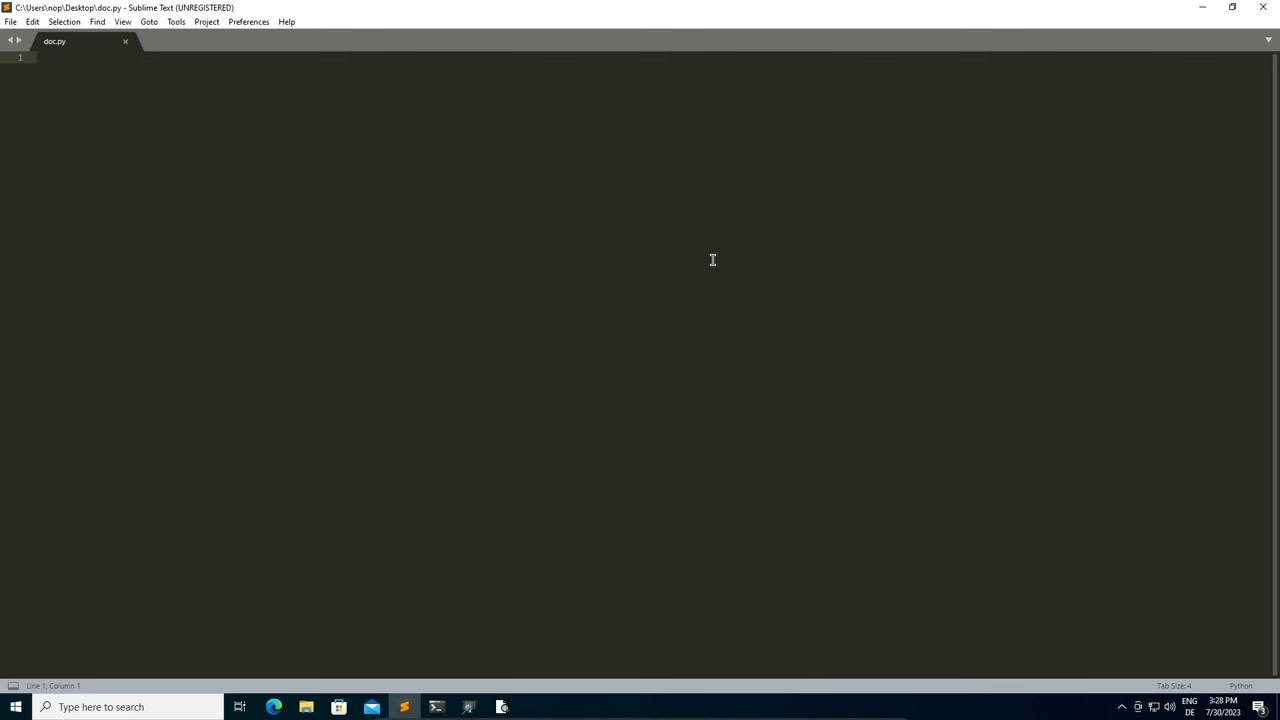 C:\Users\nop\Desktop\doc.py - Sublime Text (UNREGISTERED)
File Edit Selection Find View Goto Tools Project Preferences Help
doc.py
1
Line 1, Column 1
Tab Size: 4
Python
Type here to search
ENG
DE
3:28 PM
7/30/2023
3